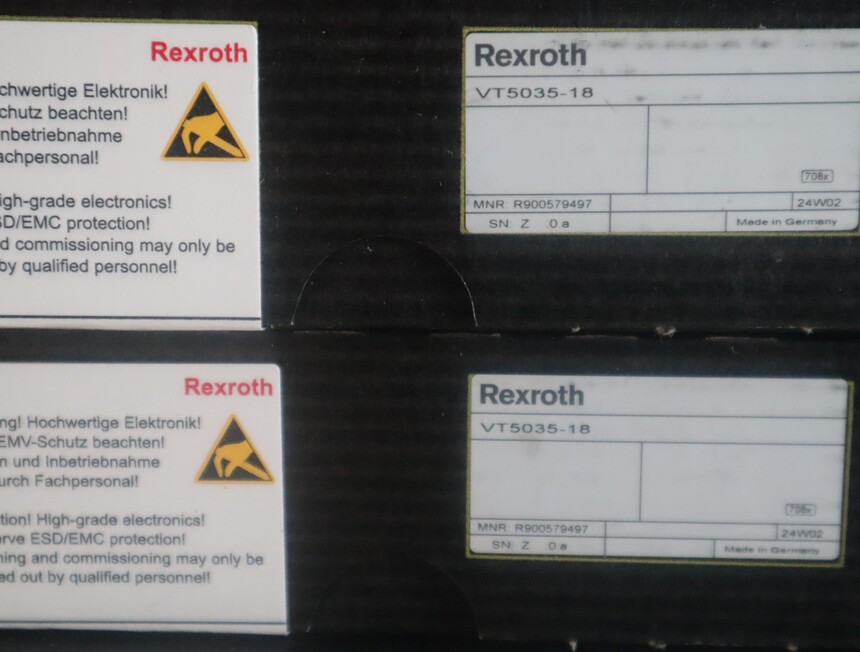 Rexroth
chwertige Elektronik!
chutz beachten!
nbetriebnahme
achpersonal!
igh-grade electronics!
SD/EMC protection!
d commissioning may only be
by qualified personnel!
Rexroth
VT5035-18
708x
MNR: R900579497
24W02
SN: Z .0 a
Made in Germany
Rexroth
ng! Hochwertige Elektronik!
EMV-Schutz beachten!
n und Inbetriebnahme
urch Fachpersonal!
tion! High-grade electronics!
erve ESD/EMC protection!
ning and commissioning may only be
ed out by qualified personnel!
Rexroth
VT5035-18
708x
MNR: R900579497
24W02
SN: Z 0 a
Made in Germany